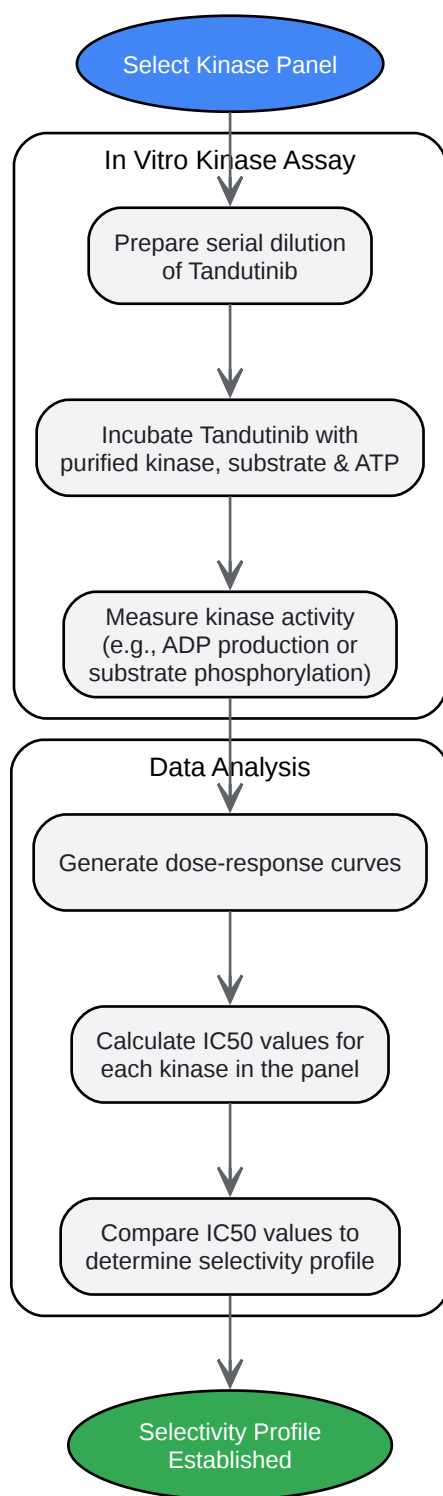 Select Kinase Panel
In Vitro Kinase Assay
Prepare serial dilution
of Tandutinib
Incubate Tandutinib with
purified kinase, substrate & ATP
Measure kinase activity
(e.g., ADP production or
substrate phosphorylation)
Data Analysis
Generate dose-response curves
Calculate IC50 values for
each kinase in the panel
Compare IC50 values to
determine selectivity profile
Selectivity Profile
Established